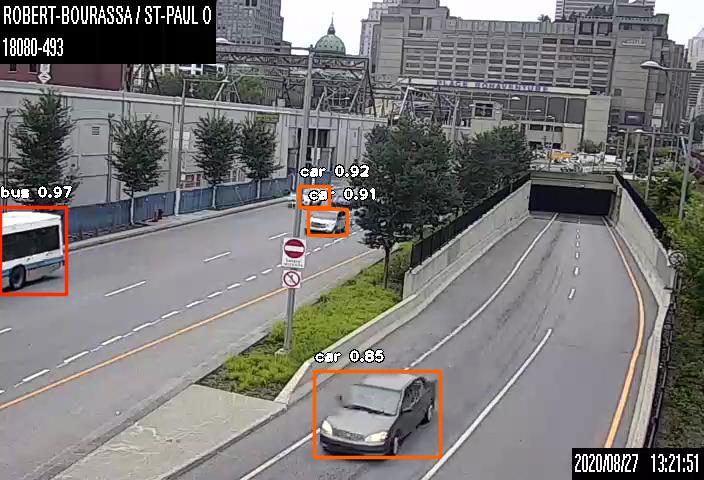 ROBERT-BOURASSA / ST-PAUL O
18080-493
PLACE BONAVENTURE
car 0.92
bus 0.97
car 0.91
car 0.85
2020/08/27 13:21:51